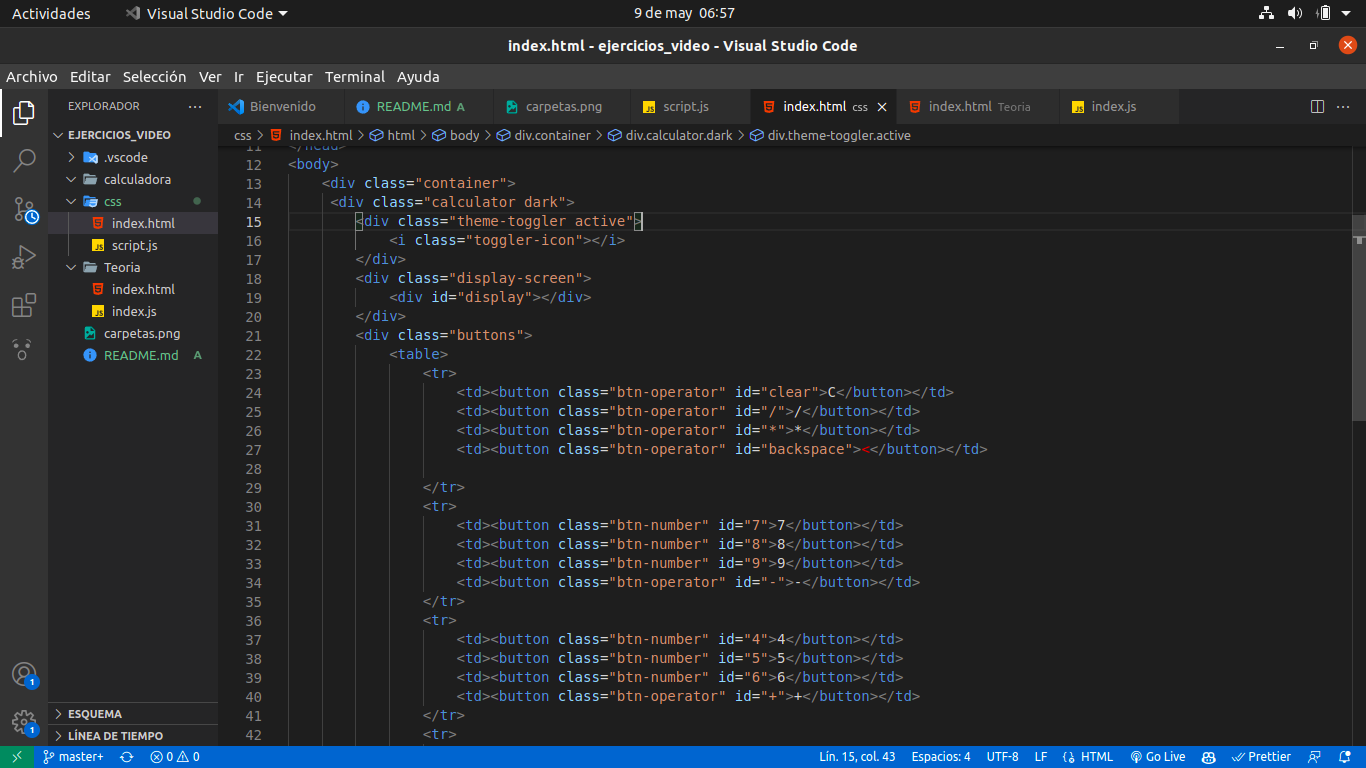 Actividades Visual Studio Code 9 de may 06:57
index.html - ejercicios_video - Visual Studio Code
Archivo Editar Selección Ver Ir Ejecutar Terminal Ayuda
EXPLORADOR ···
EJERCICIOS_VIDEO
.vscode
calculadora
css
index.html
script.js
Teoria
index.html
index.js
carpetas.png
README.md A
ESQUEMA
LÍNEA DE TIEMPO
Bienvenido README.md A carpetas.png script.js index.html css index.html Teoria index.js
css > index.html > html > body > div.container > div.calculator.dark > div.theme-toggler.active
11 </head>
12 <body>
13 <div class="container">
14 <div class="calculator dark">
15 <div class="theme-toggler active">
16 <i class="toggler-icon"></i>
17 </div>
18 <div class="display-screen">
19 <div id="display"></div>
20 </div>
21 <div class="buttons">
22 <table>
23 <tr>
24 <td><button class="btn-operator" id="clear">C</button></td>
25 <td><button class="btn-operator" id="/">/</button></td>
26 <td><button class="btn-operator" id="*">*</button></td>
27 <td><button class="btn-operator" id="backspace"><</button></td>
28
29 </tr>
30 <tr>
31 <td><button class="btn-number" id="7">7</button></td>
32 <td><button class="btn-number" id="8">8</button></td>
33 <td><button class="btn-number" id="9">9</button></td>
34 <td><button class="btn-operator" id="-">-</button></td>
35 </tr>
36 <tr>
37 <td><button class="btn-number" id="4">4</button></td>
38 <td><button class="btn-number" id="5">5</button></td>
39 <td><button class="btn-number" id="6">6</button></td>
40 <td><button class="btn-operator" id="+">+</button></td>
41 </tr>
42 <tr>
1
1
master+ 0 0 Lín. 15, col. 43 Espacios: 4 UTF-8 LF HTML Go Live Prettier